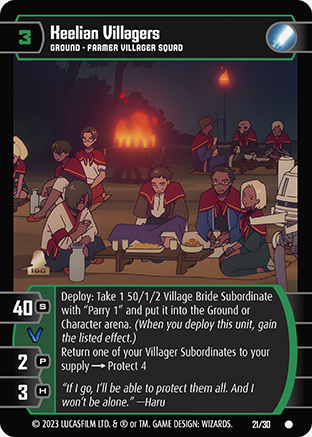 3
Keelian Villagers
GROUND - FARMER VILLAGER SQUAD
IDC
40 S
V
2 P
3 H
Deploy: Take 1 50/1/2 Village Bride Subordinate
with “Parry 1” and put it into the Ground or
Character arena. (When you deploy this unit, gain
the listed effect.)
Return one of your Villager Subordinates to your
supply → Protect 4
“If I go, I’ll be able to protect them all. And I
won’t be alone.” —Haru
© 2023 LUCASFILM LTD. & ® or TM. GAME DESIGN: WIZARDS.
21/30